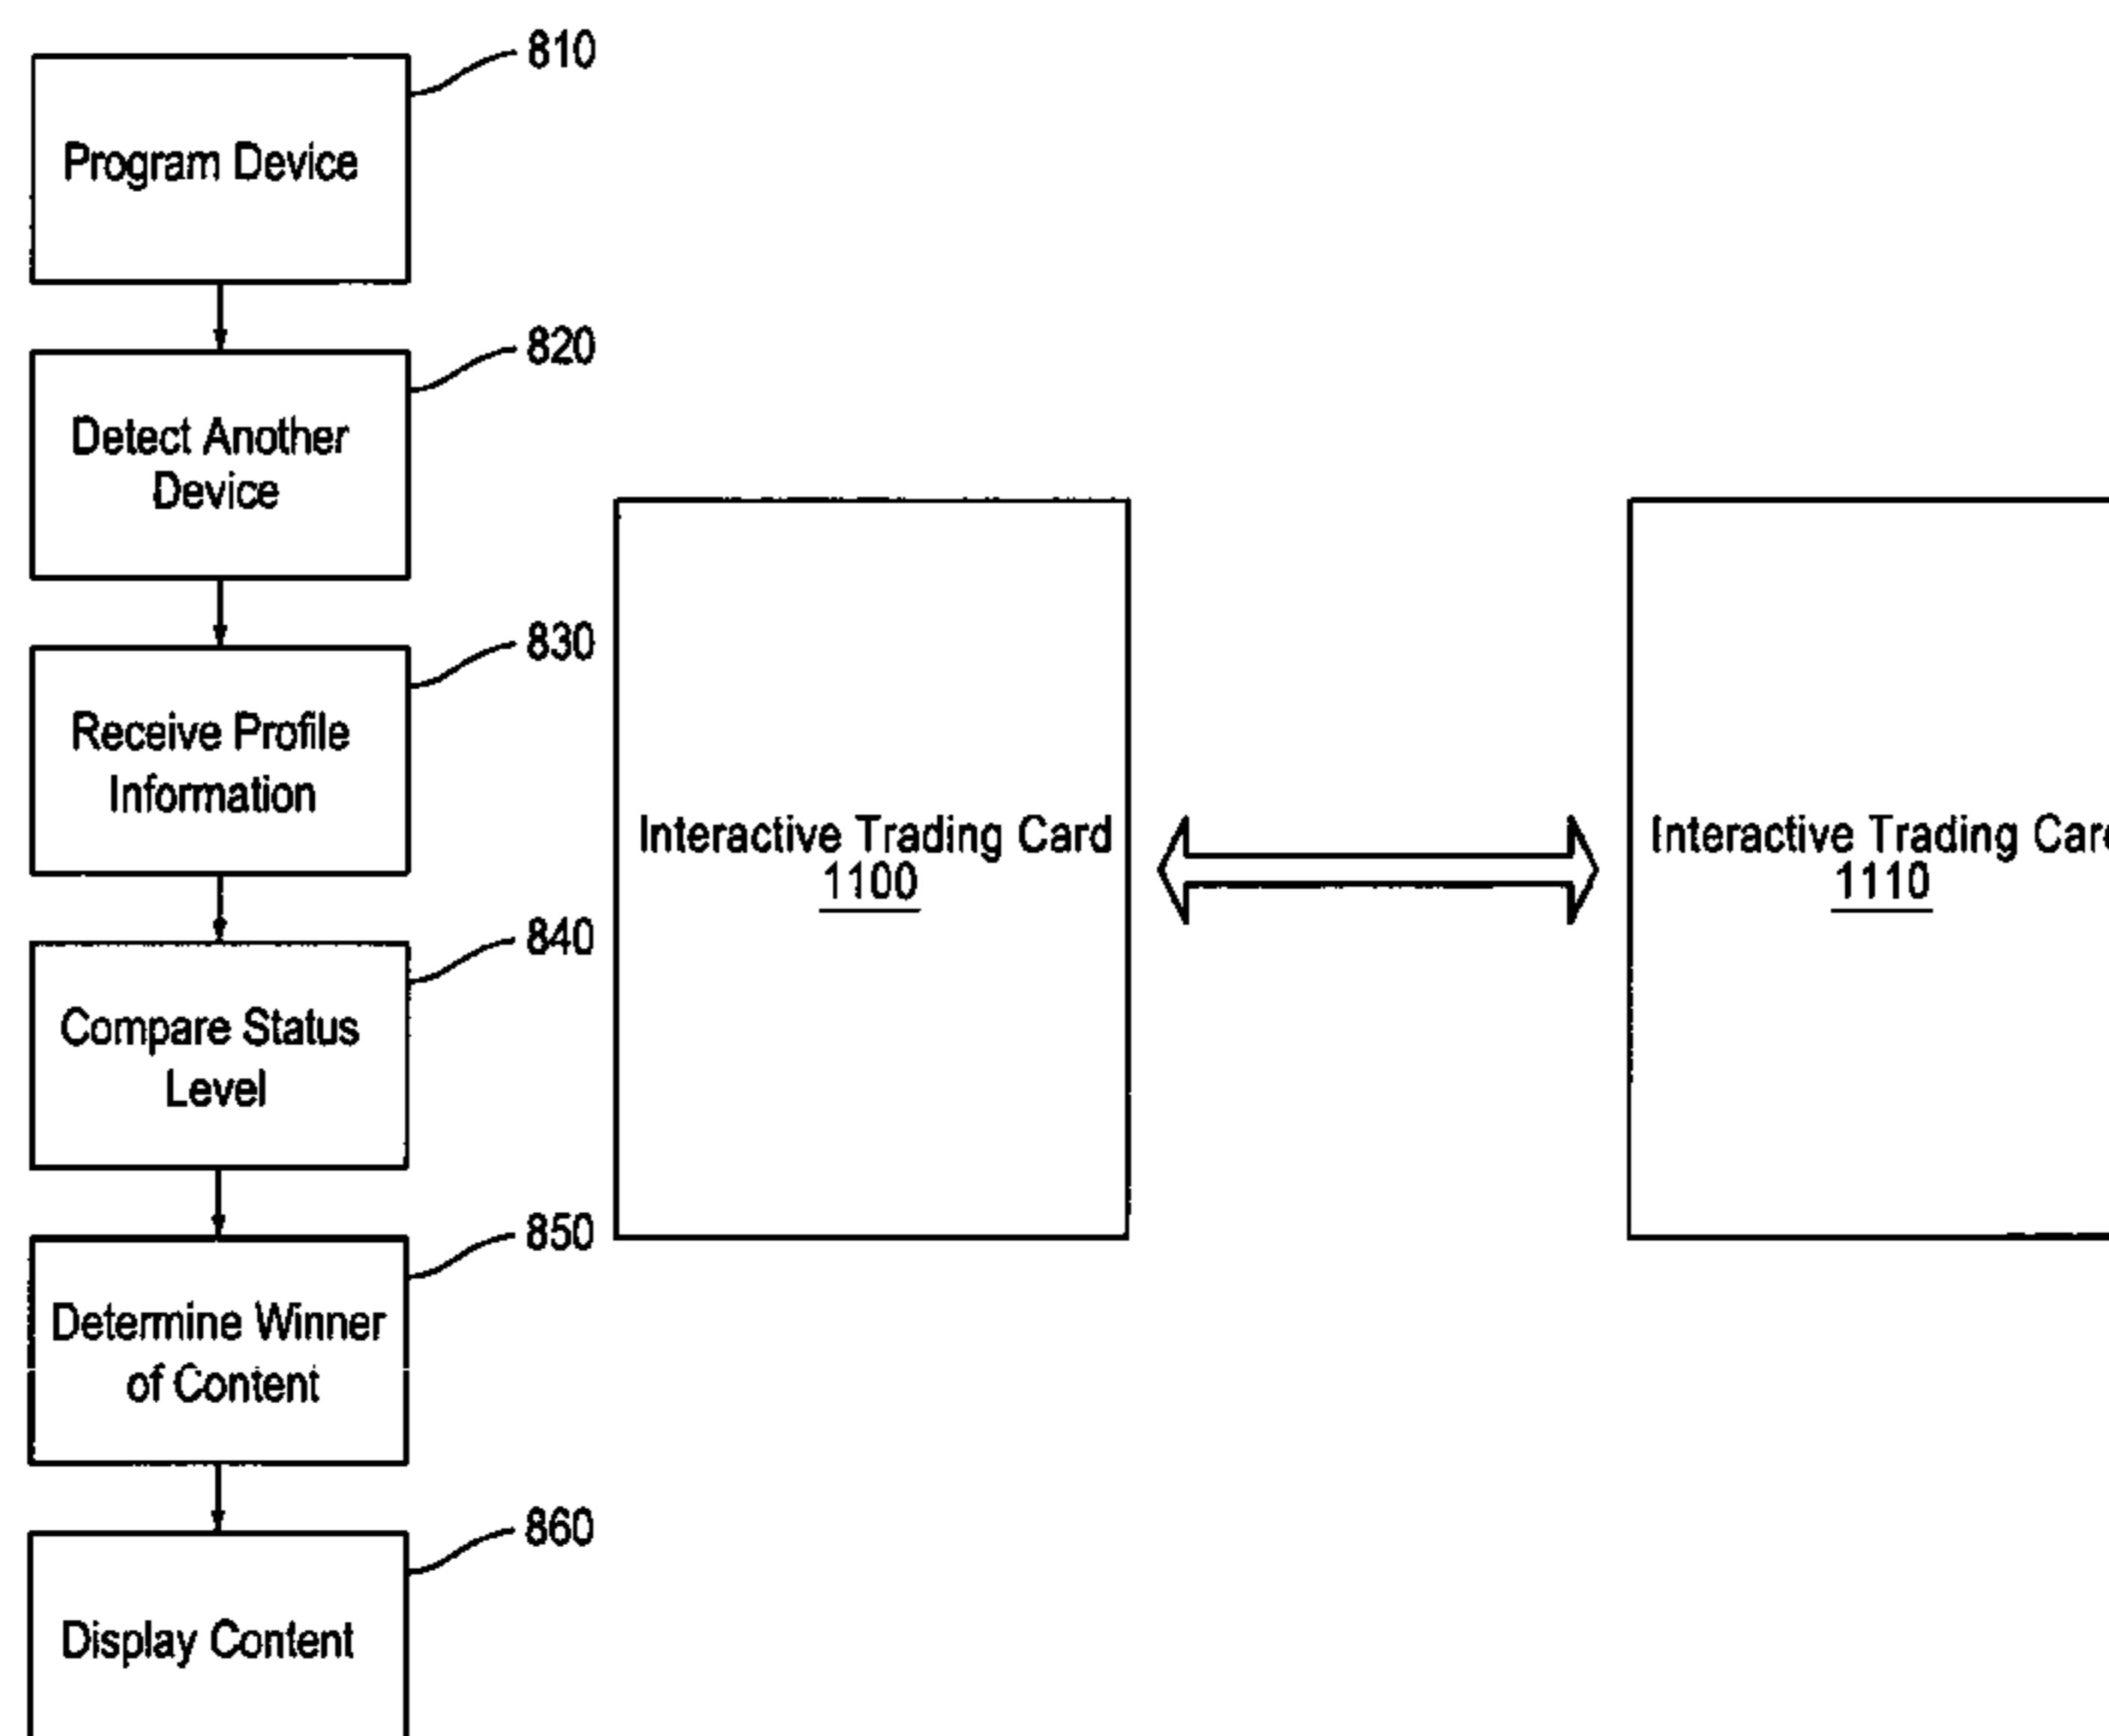 810
Program Device
820
Detect Another
Device
830
Receive Profile
Information
840
Compare Status
Level
850
Determine Winner
of Content
860
Display Content
Interactive Trading Card
1100
Interactive Trading
1110